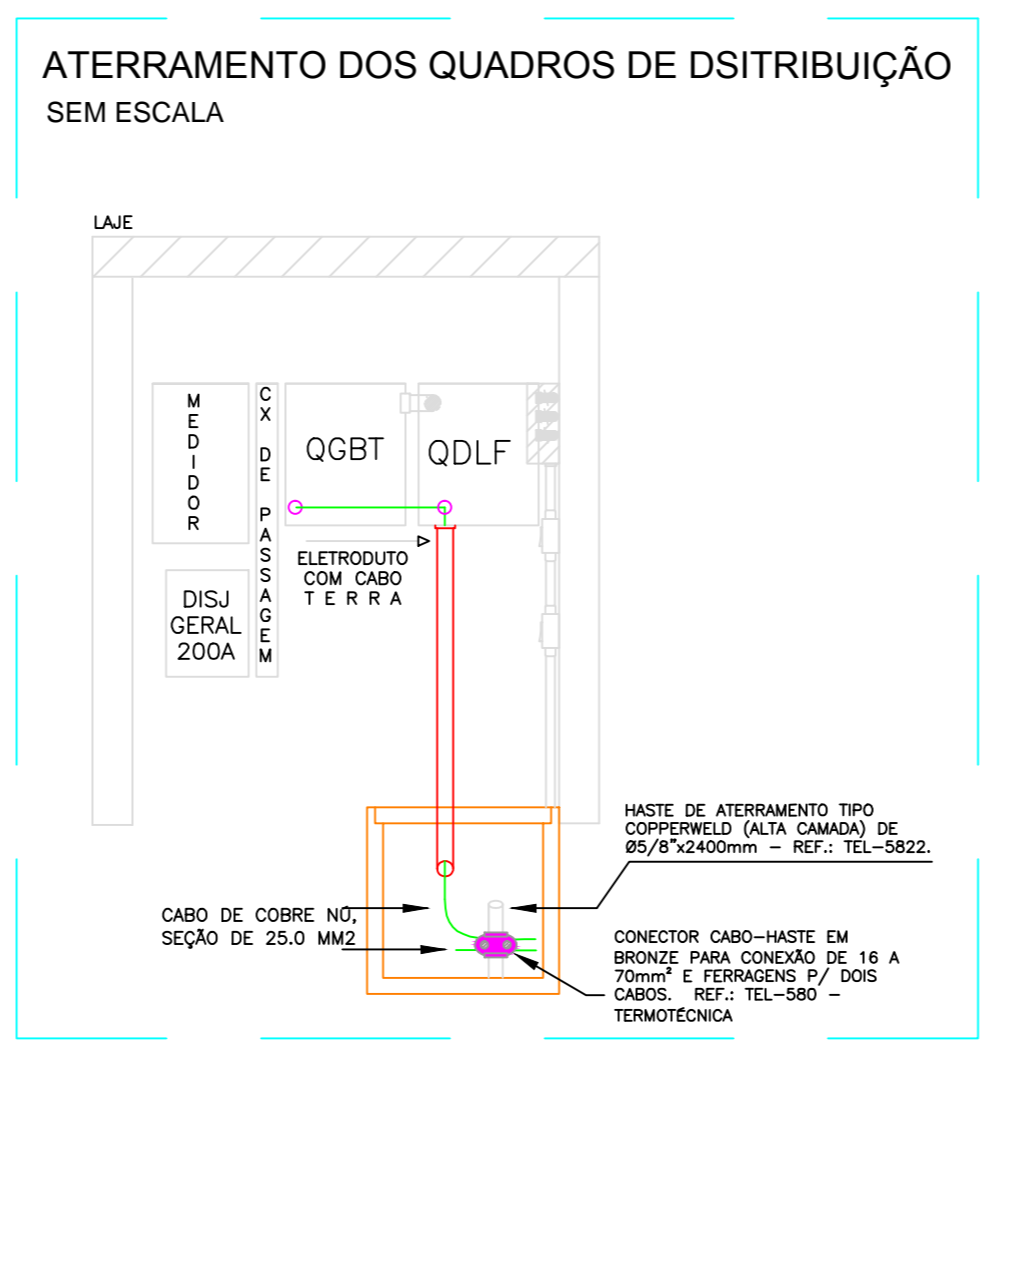 ATERRAMENTO DOS QUADROS DE DSITRIBUIÇÃO
SEM ESCALA
LAJE
MEDIDOR
CX DE PASSAGEM
QGBT
QDLF
ELETRODUTO
COM CABO
T E R R A
DISJ
GERAL
200A
HASTE DE ATERRAMENTO TIPO
COPPERWELD (ALTA CAMADA) DE
Ø5/8"x2400mm – REF.: TEL–5822.
CABO DE COBRE NÚ,
SEÇÃO DE 25.0 MM2
CONECTOR CABO–HASTE EM
BRONZE PARA CONEXÃO DE 16 A
70mm² E FERRAGENS P/ DOIS
CABOS. REF.: TEL–580 –
TERMOTÉCNICA